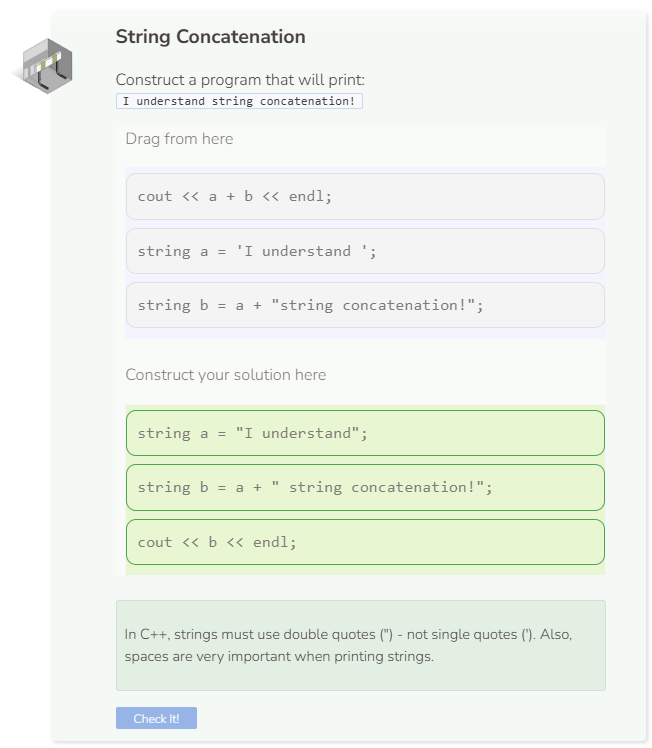 String Concatenation
Construct a program that will print:
I understand string concatenation!
Drag from here
cout << a + b << endl;
string a = 'I understand ';
string b = a + "string concatenation!";
Construct your solution here
string a = "I understand";
string b = a + " string concatenation!";
cout << b << endl;
In C++, strings must use double quotes (") - not single quotes ('). Also,
spaces are very important when printing strings.
Check It!